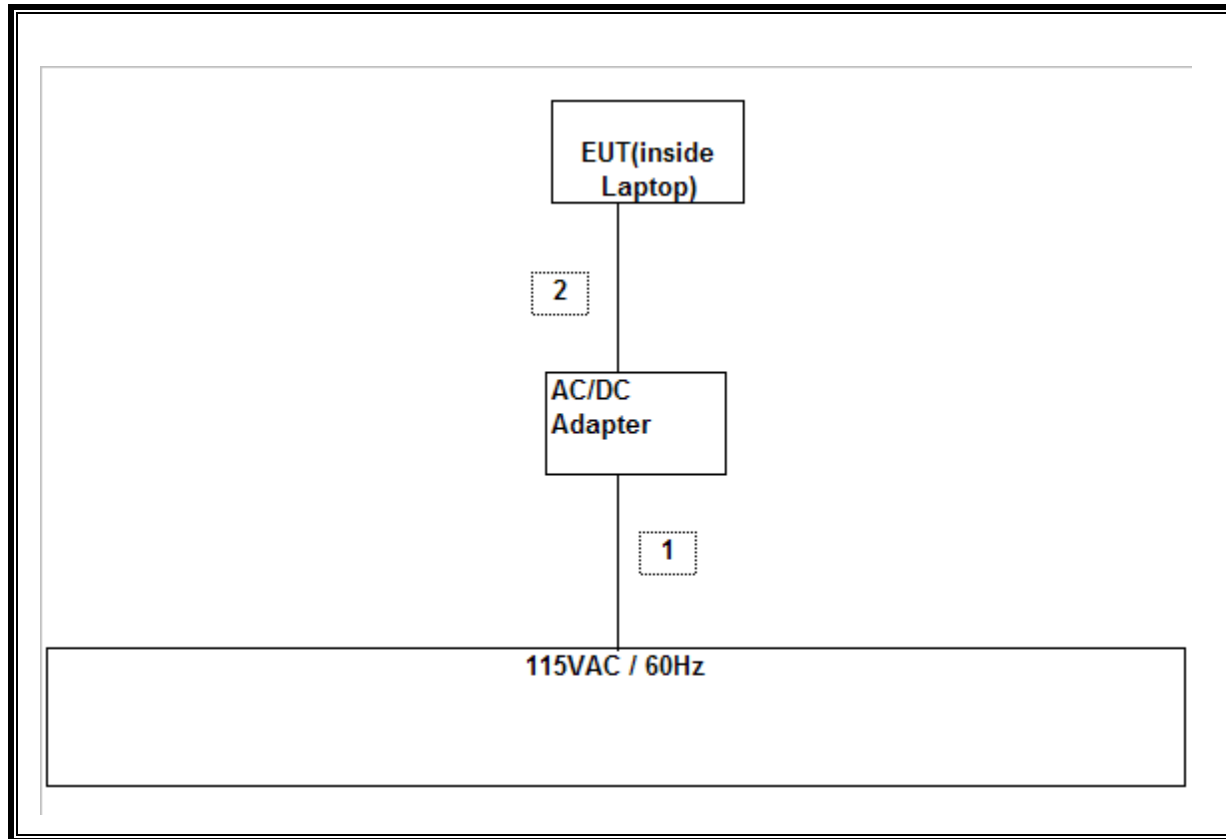 EUT(inside
Laptop)
2
AC/DC
Adapter
1
115VAC / 60Hz